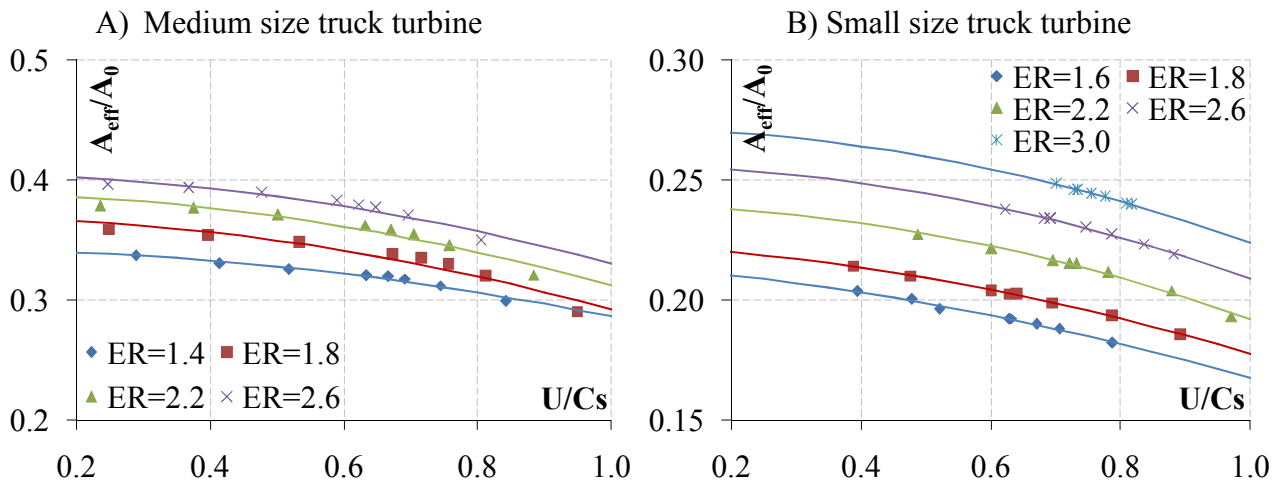 A) Medium size truck turbine
0.5
0.4
0.3
0.2
Aeff/A0
ER=1.4 ER=1.8
ER=2.2 ER=2.6
U/Cs
0.2 0.4 0.6 0.8 1.0
B) Small size truck turbine
0.30
0.25
0.20
0.15
Aeff/A0
ER=1.6 ER=1.8
ER=2.2 ER=2.6
ER=3.0
U/Cs
0.2 0.4 0.6 0.8 1.0